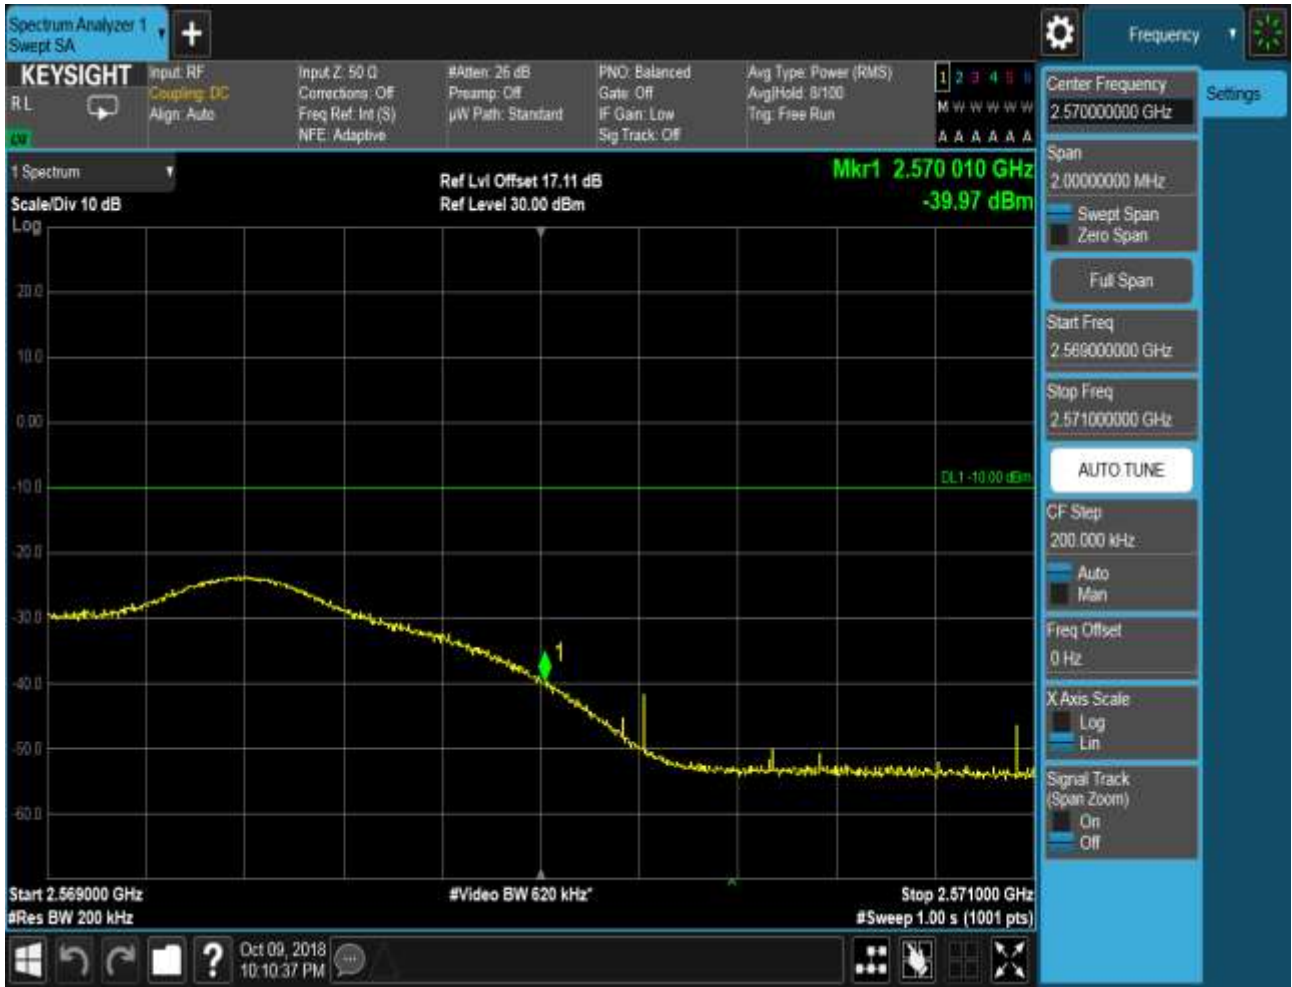 Spectrum Analyzer 1
Swept SA
+
Frequency
KEYSIGHT
RL
Input: RF
Coupling: DC
Align: Auto
Input Z: 50 Ω
Corrections: Off
Freq Ref: Int (S)
NFE: Adaptive
#Atten: 26 dB
Preamp: Off
µW Path: Standard
PNO: Balanced
Gate: Off
IF Gain: Low
Sig Track: Off
Avg Type: Power (RMS)
Avg|Hold: 8/100
Trig: Free Run
1 2 3 4 5 6
M W W W W W
A A A A A A
1 Spectrum
Scale/Div 10 dB
Log
Ref Lvl Offset 17.11 dB
Ref Level 30.00 dBm
Mkr1 2.570 010 GHz
-39.97 dBm
20.0
10.0
0.00
-10.0
-20.0
-30.0
-40.0
-50.0
-60.0
DL1 -10.00 dBm
1
Start 2.569000 GHz
#Res BW 200 kHz
#Video BW 620 kHz*
Stop 2.571000 GHz
#Sweep 1.00 s (1001 pts)
Center Frequency
2.570000000 GHz
Settings
Span
2.00000000 MHz
Swept Span
Zero Span
Full Span
Start Freq
2.569000000 GHz
Stop Freq
2.571000000 GHz
AUTO TUNE
CF Step
200.000 kHz
Auto
Man
Freq Offset
0 Hz
X Axis Scale
Log
Lin
Signal Track
(Span Zoom)
On
Off
?
Oct 09, 2018
10:10:37 PM